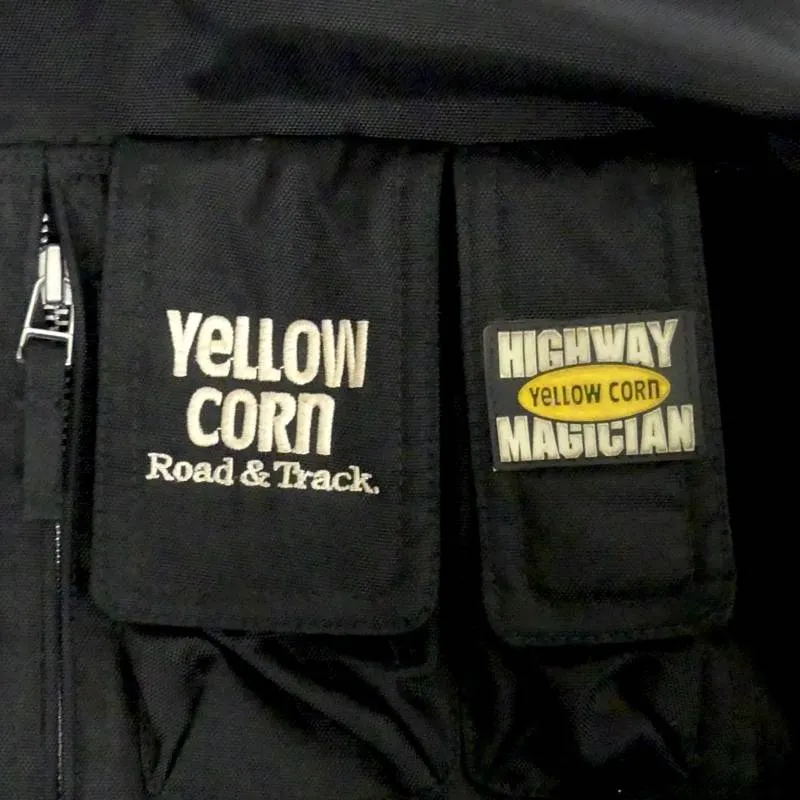 YeLLOW
CORn
Road & Track.
HIGHWAY
YeLLOW CORn
MAGICIAN